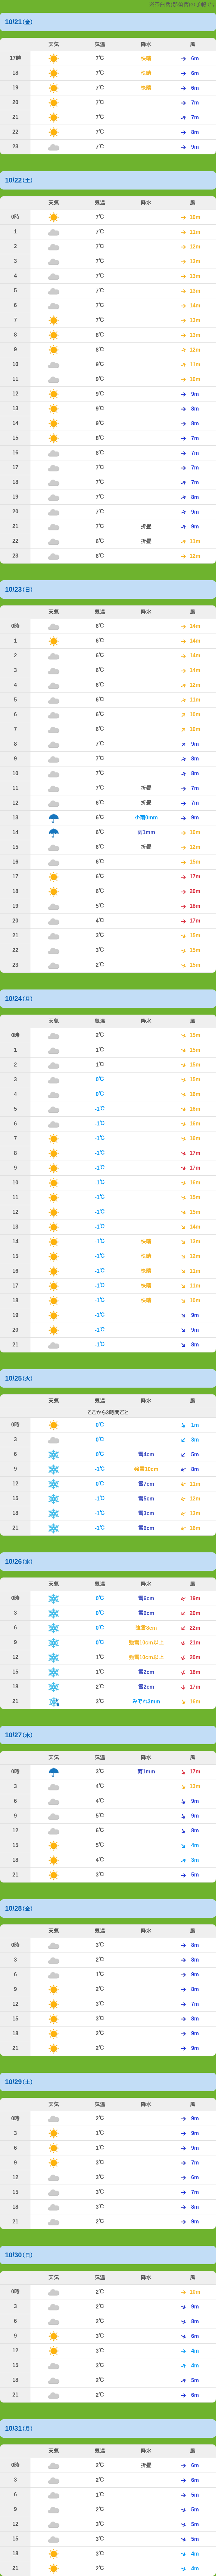 10/21(金)
天気 気温 降水 風
17時 7℃ 快晴 6m
18 7℃ 快晴 6m
19 7℃ 快晴 6m
20 7℃ 7m
21 7℃ 7m
22 7℃ 8m
23 7℃ 9m
10/22(土)
天気 気温 降水 風
0時 7℃ 10m
1 7℃ 11m
2 7℃ 12m
3 7℃ 13m
4 7℃ 13m
5 7℃ 13m
6 7℃ 14m
7 7℃ 13m
8 8℃ 13m
9 8℃ 12m
10 9℃ 11m
11 9℃ 10m
12 9℃ 9m
13 9℃ 8m
14 9℃ 8m
15 8℃ 7m
16 8℃ 7m
17 7℃ 7m
18 7℃ 7m
19 7℃ 8m
20 7℃ 9m
21 7℃ 折畳 9m
22 6℃ 折畳 11m
23 6℃ 12m
10/23(日)
天気 気温 降水 風
0時 6℃ 14m
1 6℃ 14m
2 6℃ 14m
3 6℃ 14m
4 6℃ 12m
5 6℃ 11m
6 6℃ 10m
7 6℃ 10m
8 7℃ 9m
9 7℃ 8m
10 7℃ 8m
11 7℃ 折畳 7m
12 6℃ 折畳 7m
13 6℃ 小雨0mm 9m
14 6℃ 雨1mm 10m
15 6℃ 折畳 12m
16 6℃ 15m
17 6℃ 17m
18 6℃ 20m
19 5℃ 18m
20 4℃ 17m
21 3℃ 15m
22 3℃ 15m
23 2℃ 15m
10/24(月)
天気 気温 降水 風
0時 2℃ 15m
1 1℃ 15m
2 1℃ 15m
3 0℃ 15m
4 0℃ 16m
5 -1℃ 16m
6 -1℃ 16m
7 -1℃ 16m
8 -1℃ 17m
9 -1℃ 17m
10 -1℃ 16m
11 -1℃ 15m
12 -1℃ 15m
13 -1℃ 14m
14 -1℃ 快晴 13m
15 -1℃ 快晴 12m
16 -1℃ 快晴 11m
17 -1℃ 快晴 11m
18 -1℃ 快晴 10m
19 -1℃ 9m
20 -1℃ 9m
21 -1℃ 8m
10/25(火)
天気 気温 降水 風
ここから3時間ごと
0時 0℃ 1m
3 0℃ 3m
6 0℃ 雪4cm 5m
9 -1℃ 強雪10cm 8m
12 0℃ 雪7cm 11m
15 -1℃ 雪5cm 12m
18 -1℃ 雪3cm 13m
21 -1℃ 雪6cm 16m
10/26(水)
天気 気温 降水 風
0時 0℃ 雪5cm 19m
3 0℃ 雪6cm 20m
6 0℃ 強雪8cm 22m
9 0℃ 強雪10cm以上 21m
12 1℃ 強雪10cm以上 20m
15 1℃ 雪2cm 18m
18 2℃ 雪2cm 17m
21 3℃ みぞれ3mm 16m
10/27(木)
天気 気温 降水 風
0時 3℃ 雨1mm 17m
3 4℃ 13m
6 4℃ 9m
9 5℃ 9m
12 6℃ 8m
15 5℃ 4m
18 4℃ 3m
21 3℃ 5m
10/28(金)
天気 気温 降水 風
0時 3℃ 8m
3 2℃ 8m
6 1℃ 9m
9 2℃ 8m
12 3℃ 7m
15 3℃ 8m
18 2℃ 9m
21 2℃ 9m
10/29(土)
天気 気温 降水 風
0時 2℃ 9m
3 1℃ 9m
6 1℃ 9m
9 3℃ 7m
12 3℃ 6m
15 3℃ 7m
18 3℃ 8m
21 2℃ 9m
10/30(日)
天気 気温 降水 風
0時 2℃ 10m
3 2℃ 9m
6 2℃ 8m
9 3℃ 6m
12 3℃ 4m
15 3℃ 4m
18 2℃ 5m
21 2℃ 6m
10/31(月)
天気 気温 降水 風
0時 2℃ 折畳 6m
3 3℃ 6m
6 1℃ 5m
9 2℃ 5m
12 3℃ 5m
15 3℃ 5m
18 3℃ 4m
21 2℃ 4m